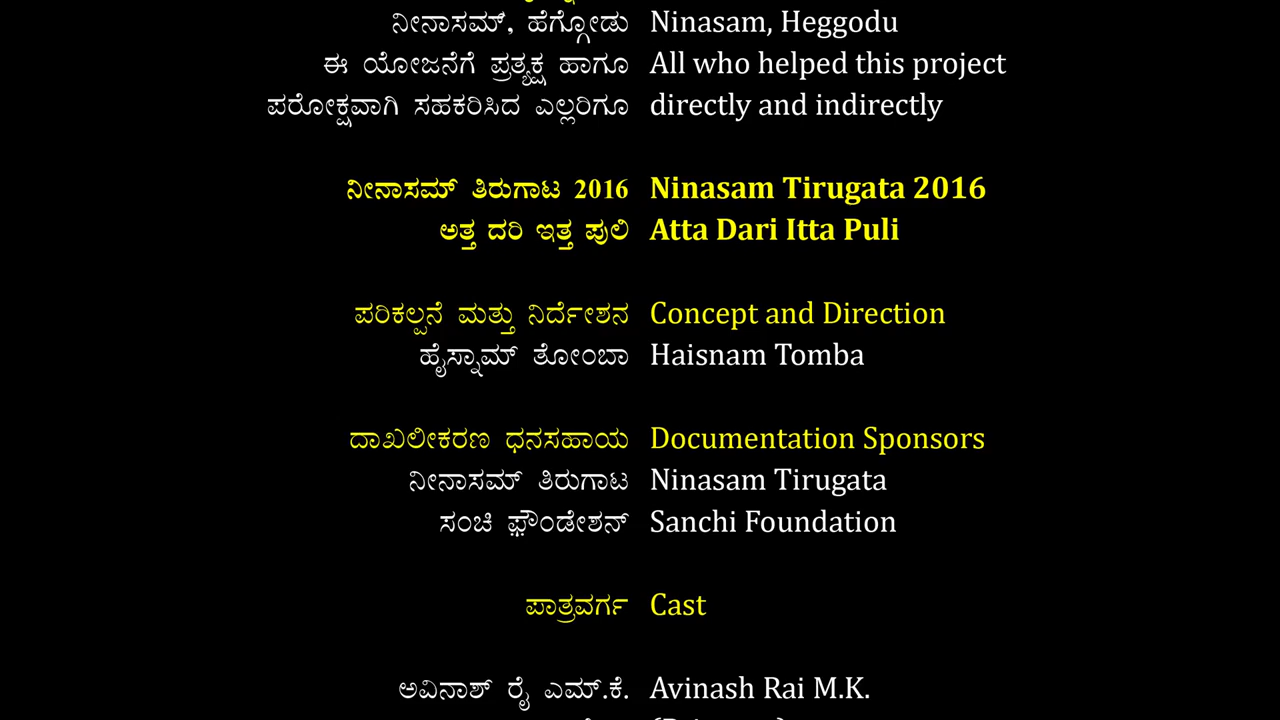 ನೀನಾಸಮ್, ಹೆಗ್ಗೋಡು Ninasam, Heggodu
ಈ ಯೋಜನೆಗೆ ಪ್ರತ್ಯಕ್ಷ ಹಾಗೂ All who helped this project
ಪರೋಕ್ಷವಾಗಿ ಸಹಕರಿಸಿದ ಎಲ್ಲರಿಗೂ directly and indirectly
ನೀನಾಸಮ್ ತಿರುಗಾಟ 2016 Ninasam Tirugata 2016
ಅತ್ತ ದರಿ ಇತ್ತ ಪುಲಿ Atta Dari Itta Puli
ಪರಿಕಲ್ಪನೆ ಮತ್ತು ನಿರ್ದೇಶನ Concept and Direction
ಹೈಸ್ನಾಮ್ ತೋಂಬಾ Haisnam Tomba
ದಾಖಲೀಕರಣ ಧನಸಹಾಯ Documentation Sponsors
ನೀನಾಸಮ್ ತಿರುಗಾಟ Ninasam Tirugata
ಸಂಚಿ ಫ಼ೌಂಡೇಶನ್ Sanchi Foundation
ಪಾತ್ರವರ್ಗ Cast
ಅವಿನಾಶ್ ರೈ ಎಮ್.ಕೆ. Avinash Rai M.K.